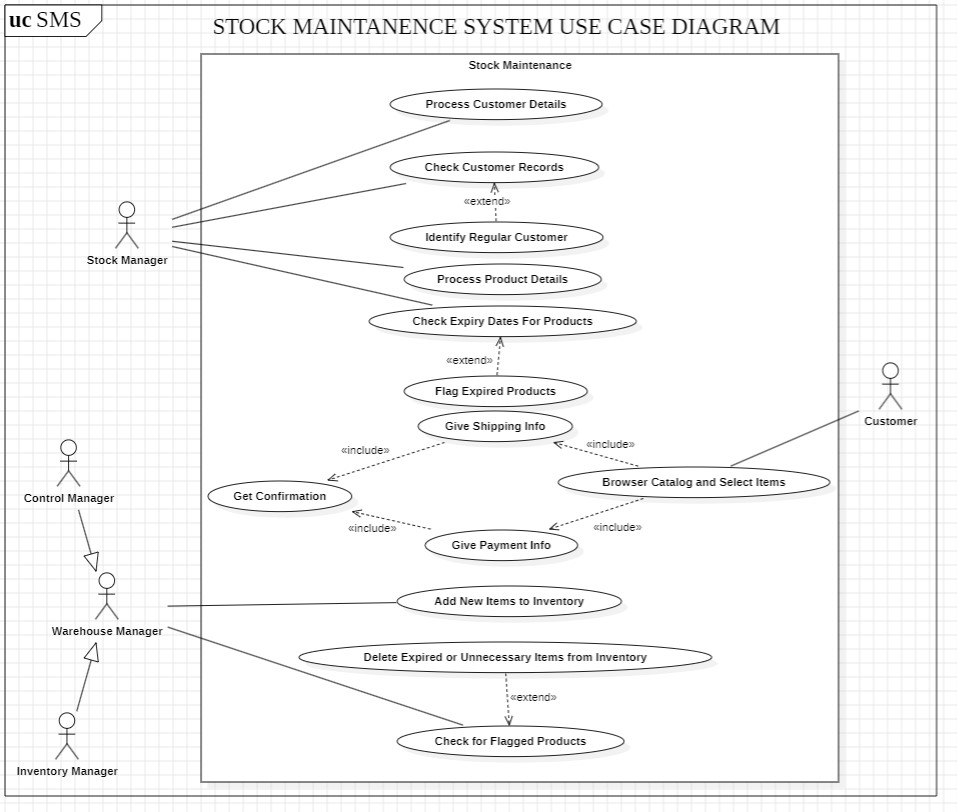 uc SMS
STOCK MAINTANENCE SYSTEM USE CASE DIAGRAM
Stock Maintenance
Process Customer Details
Check Customer Records
«extend»
Identify Regular Customer
Stock Manager
Process Product Details
Check Expiry Dates For Products
«extend»
Flag Expired Products
Give Shipping Info
Customer
«include»
«include»
Browser Catalog and Select Items
Get Confirmation
Control Manager
«include»
«include»
Give Payment Info
Add New Items to Inventory
Warehouse Manager
Delete Expired or Unnecessary Items from Inventory
«extend»
Check for Flagged Products
Inventory Manager